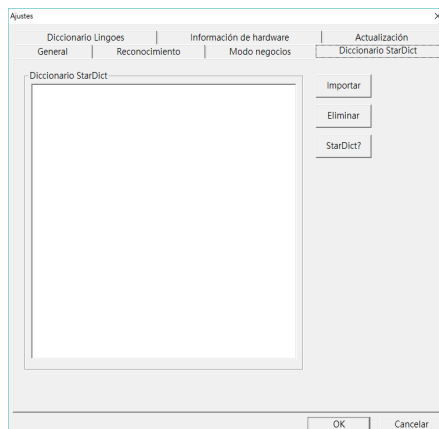 Ajustes
Diccionario Lingoes Información de hardware Actualización
General Reconocimiento Modo negocios Diccionario StarDict
Diccionario StarDict
Importar
Eliminar
StarDict?
OK Cancelar